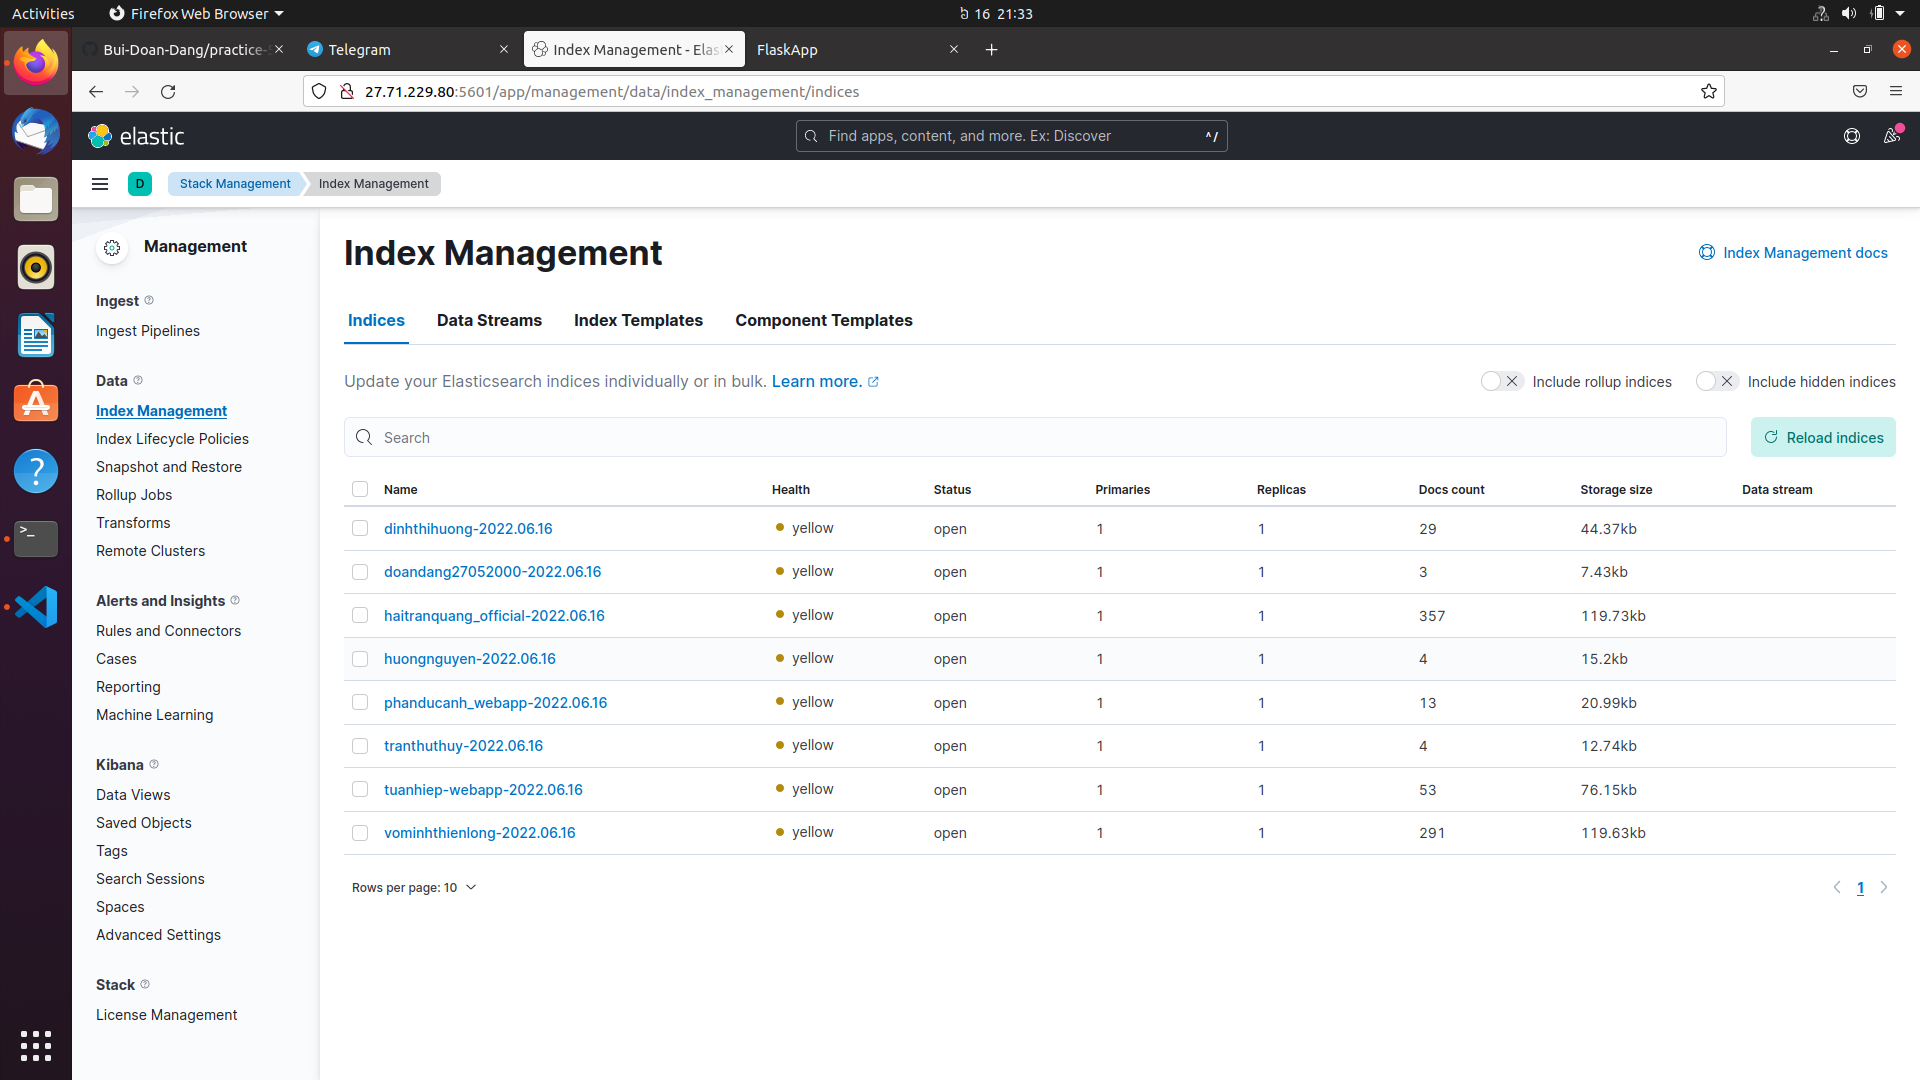 Activities
Firefox Web Browser
16 21:33
Bui-Doan-Dang/practice-
Telegram
Index Management - Elas
FlaskApp
27.71.229.80:5601/app/management/data/index_management/indices
elastic
Find apps, content, and more. Ex: Discover
^/
D
Stack Management
Index Management
Management
Ingest
Ingest Pipelines
Data
Index Management
Index Lifecycle Policies
Snapshot and Restore
Rollup Jobs
Transforms
Remote Clusters
Alerts and Insights
Rules and Connectors
Cases
Reporting
Machine Learning
Kibana
Data Views
Saved Objects
Tags
Search Sessions
Spaces
Advanced Settings
Stack
License Management
Index Management
Index Management docs
Indices Data Streams Index Templates Component Templates
Update your Elasticsearch indices individually or in bulk. Learn more.
Include rollup indices
Include hidden indices
Search
Reload indices
Name Health Status Primaries Replicas Docs count Storage size Data stream
dinhthihuong-2022.06.16 yellow open 1 1 29 44.37kb
doandang27052000-2022.06.16 yellow open 1 1 3 7.43kb
haitranquang_official-2022.06.16 yellow open 1 1 357 119.73kb
huongnguyen-2022.06.16 yellow open 1 1 4 15.2kb
phanducanh_webapp-2022.06.16 yellow open 1 1 13 20.99kb
tranthuthuy-2022.06.16 yellow open 1 1 4 12.74kb
tuanhiep-webapp-2022.06.16 yellow open 1 1 53 76.15kb
vominhthienlong-2022.06.16 yellow open 1 1 291 119.63kb
Rows per page: 10
1